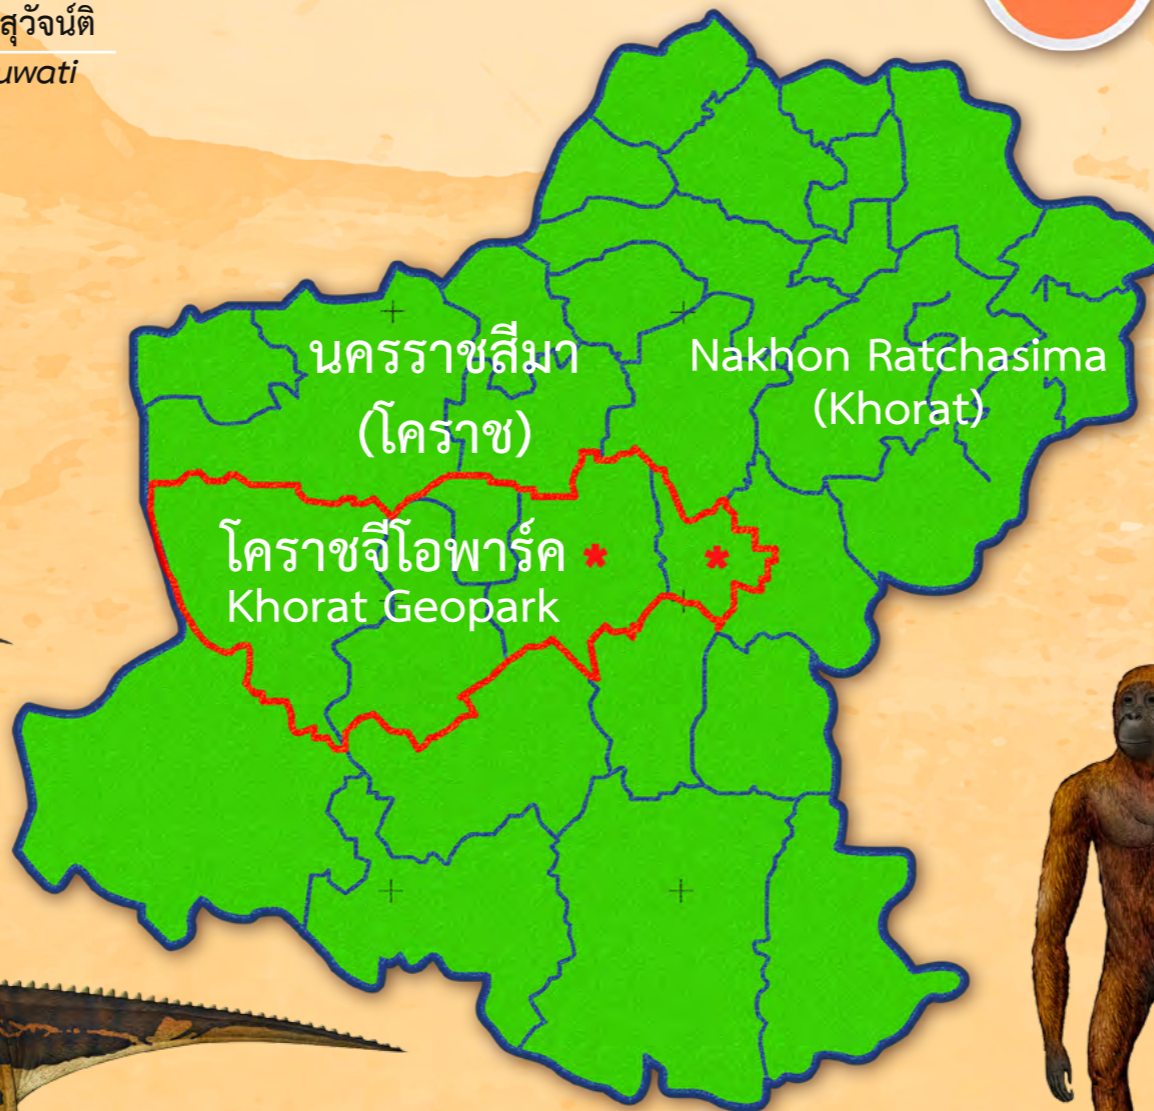 สุวัจน์ติ
uwati
นครราชสีมา
(โคราช)
Nakhon Ratchasima
(Khorat)
โคราชจีโอพาร์ค
Khorat Geopark